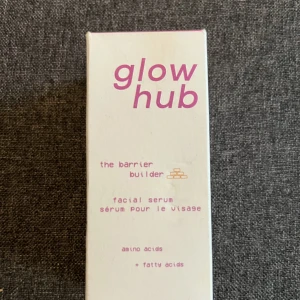 glow
hub
the barrier
builder
facial serum
sérum pour le visage
amino acids
+ fatty acids